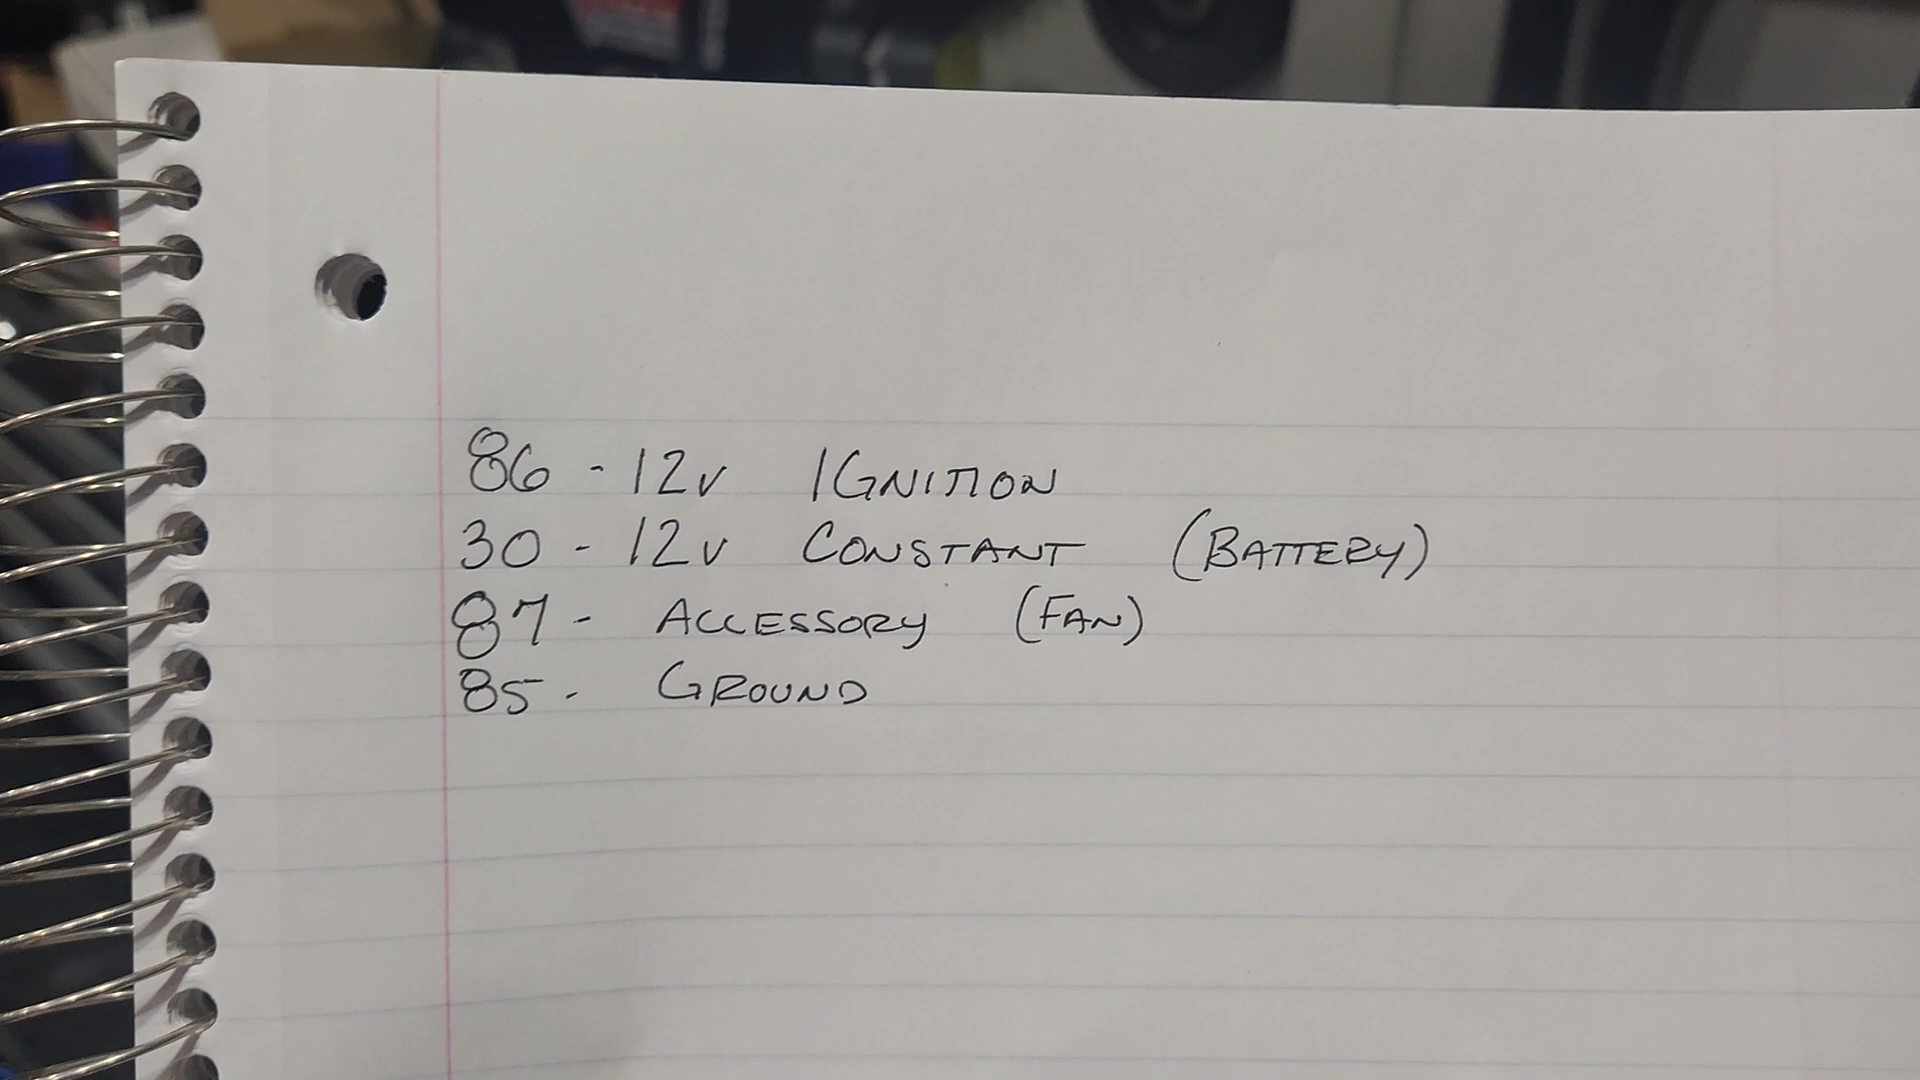 86 - 12v IGNITION
30 - 12v CONSTANT (BATTERY)
87 - ACCESSORY (FAN)
85 - GROUND